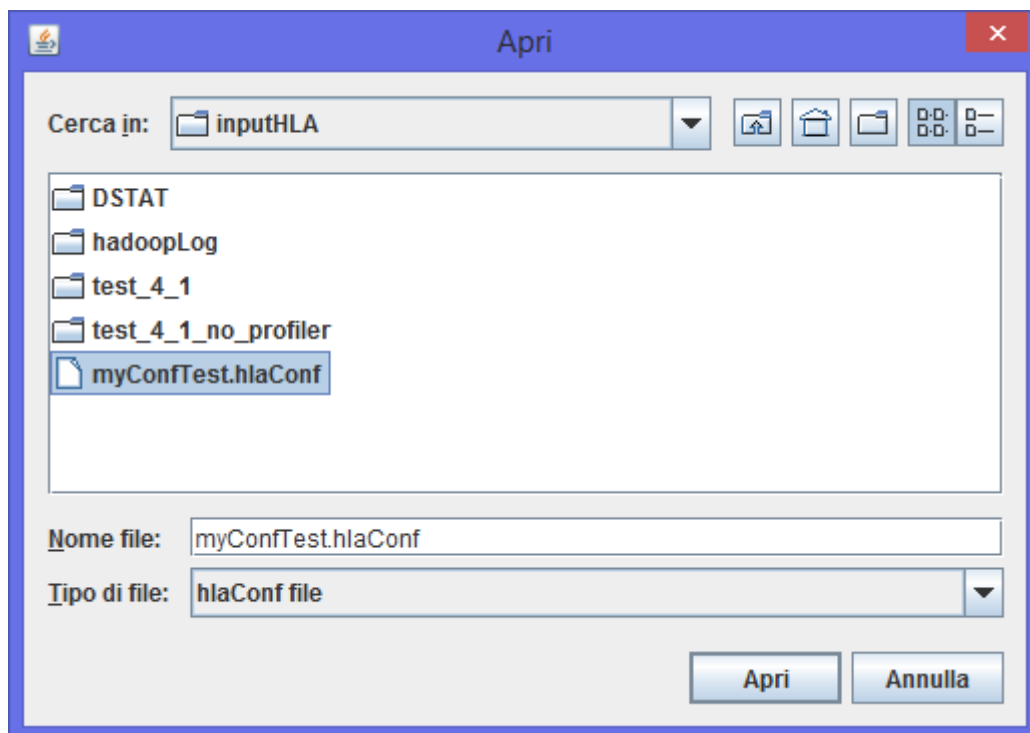 Apri
Cerca in: inputHLA
DSTAT
hadoopLog
test_4_1
test_4_1_no_profiler
myConfTest.hlaConf
Nome file: myConfTest.hlaConf
Tipo di file: hlaConf file
Apri Annulla